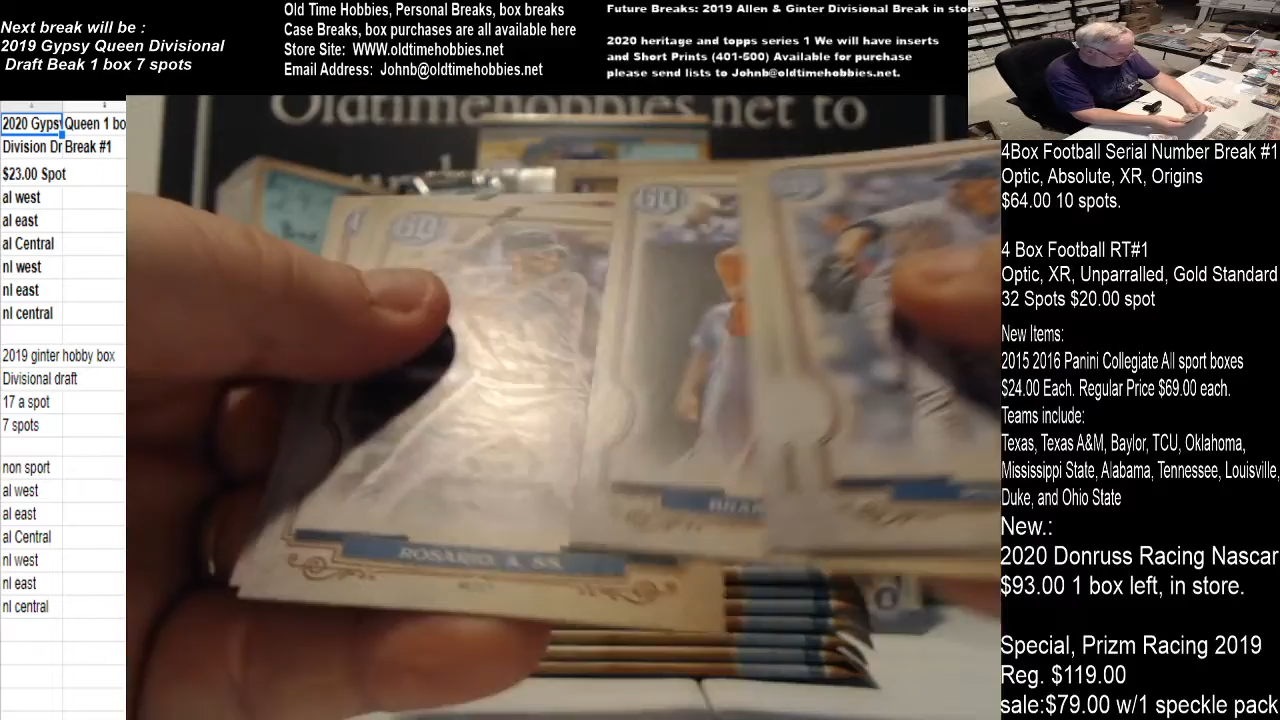 Next break will be :
2019 Gypsy Queen Divisional
Draft Beak 1 box 7 spots
Old Time Hobbies, Personal Breaks, box breaks
Case Breaks, box purchases are all available here
Store Site: WWW.oldtimehobbies.net
Email Address: Johnb@oldtimehobbies.net
Future Breaks: 2019 Allen & Ginter Divisional Break in store
2020 heritage and topps series 1 We will have inserts
and Short Prints (401-500) Available for purchase
please send lists to Johnb@oldtimehobbies.net.
2020 Gypsy Queen 1 bo
Division Dr Break #1
$23.00 Spot
al west
al east
al Central
nl west
nl east
nl central
2019 ginter hobby box
Divisional draft
17 a spot
7 spots
non sport
al west
al east
al Central
nl west
nl east
nl central
Oldtimehobbies.net to
GQ
GQ
BRAN
ROSARIO A. SS
4Box Football Serial Number Break #1
Optic, Absolute, XR, Origins
$64.00 10 spots.
4 Box Football RT#1
Optic, XR, Unparralled, Gold Standard
32 Spots $20.00 spot
New Items:
2015 2016 Panini Collegiate All sport boxes
$24.00 Each. Regular Price $69.00 each.
Teams include:
Texas, Texas A&M, Baylor, TCU, Oklahoma,
Mississippi State, Alabama, Tennessee, Louisville,
Duke, and Ohio State
New.:
2020 Donruss Racing Nascar
$93.00 1 box left, in store.
Special, Prizm Racing 2019
Reg. $119.00
sale:$79.00 w/1 speckle pack